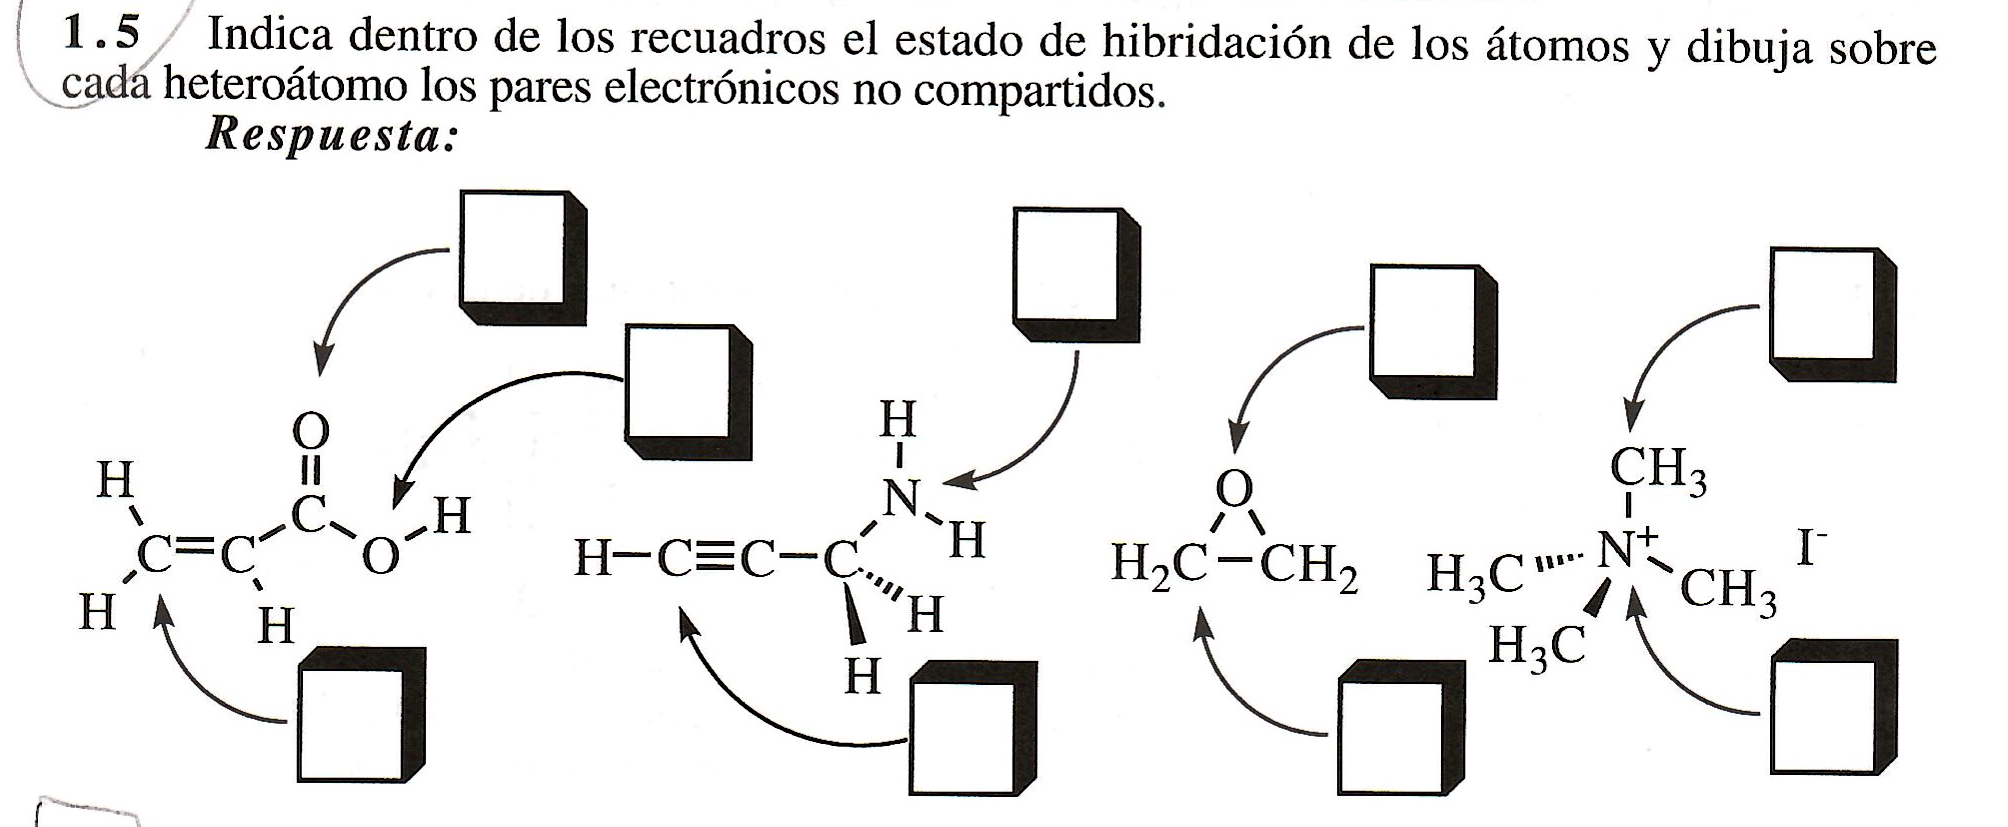 1.5 Indica dentro de los recuadros el estado de hibridación de los átomos y dibuja sobre
cada heteroátomo los pares electrónicos no compartidos.
Respuesta:
H H C=C H C O O H
H–C≡C–C N H H H H
O H₂C–CH₂
CH₃ H₃C N⁺ CH₃ H₃C I⁻